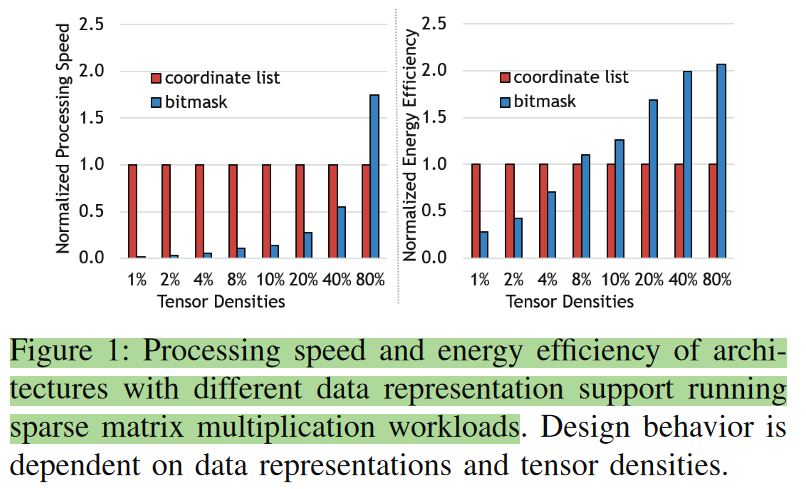 2.5
2.0
1.5
1.0
0.5
0.0
Normalized Processing Speed
coordinate list
bitmask
1% 2% 4% 8% 10% 20% 40% 80%
Tensor Densities
2.5
2.0
1.5
1.0
0.5
0.0
Normalized Energy Efficiency
coordinate list
bitmask
1% 2% 4% 8% 10% 20% 40% 80%
Tensor Densities
Figure 1: Processing speed and energy efficiency of archi-
tectures with different data representation support running
sparse matrix multiplication workloads. Design behavior is
dependent on data representations and tensor densities.